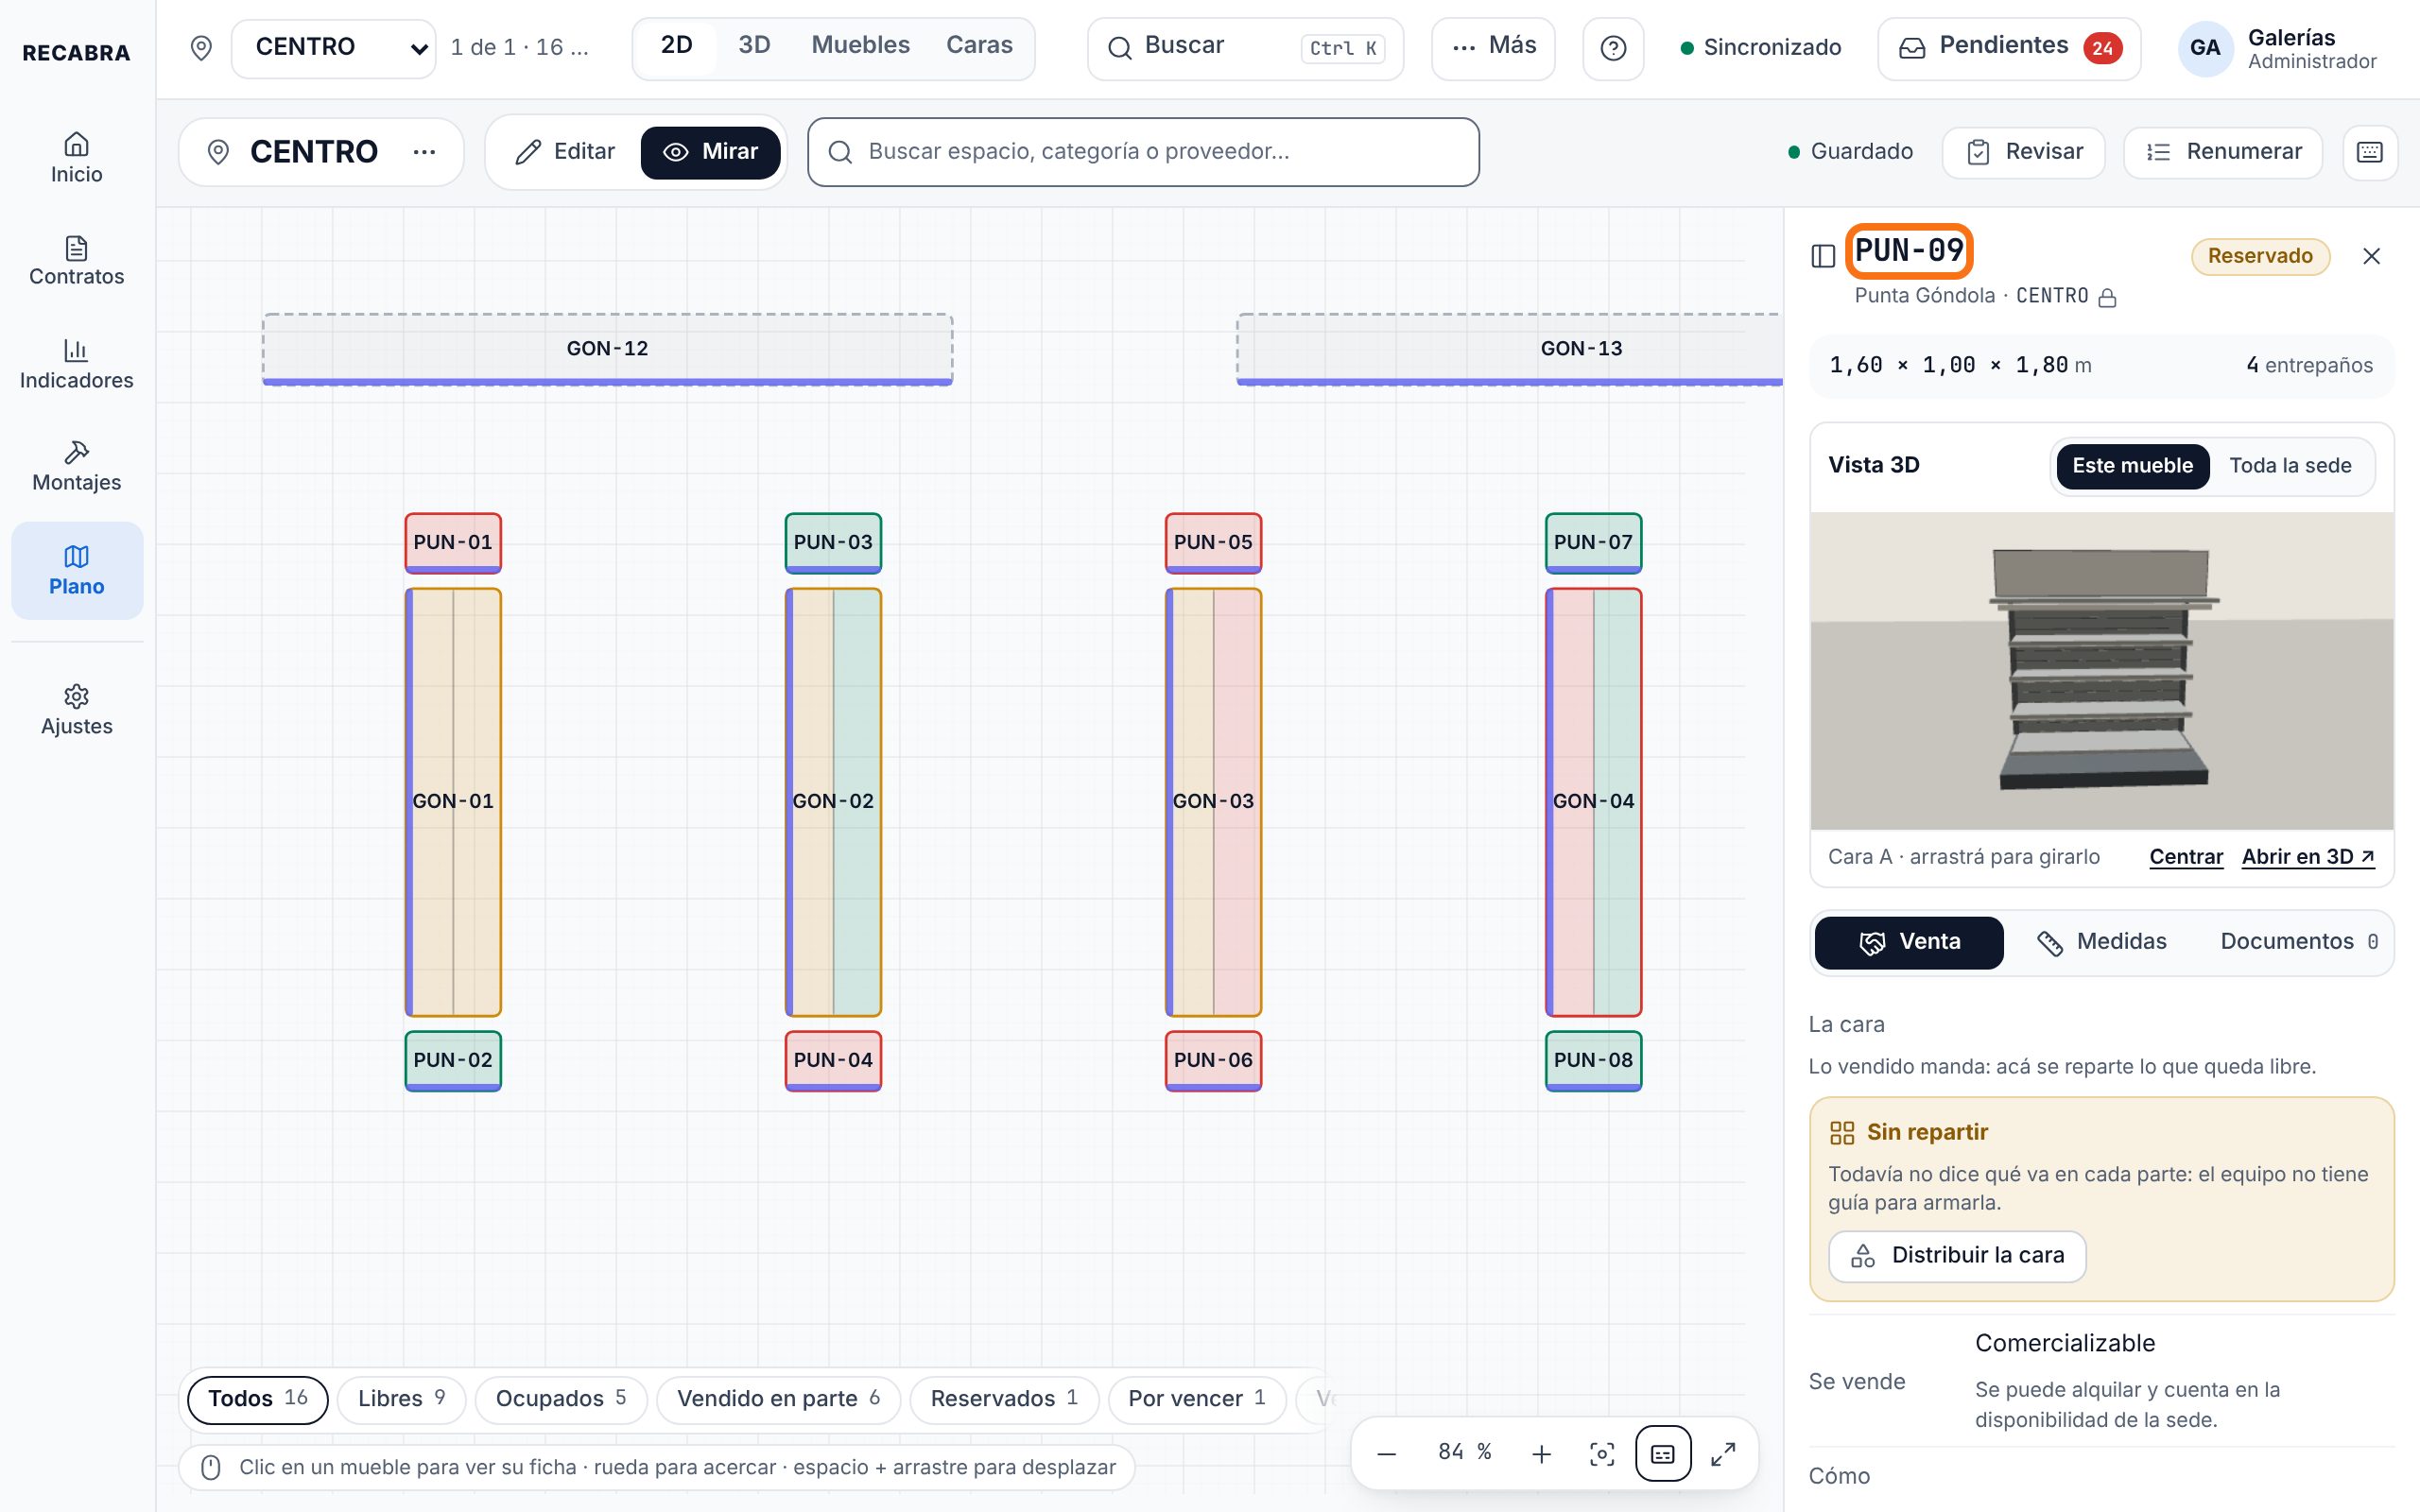 RECABRA
CENTRO
1 de 1 · 16 ...
2D
3D
Muebles
Caras
Buscar
Ctrl K
Más
Sincronizado
Pendientes 24
GA
Galerías
Administrador
Inicio
Contratos
Indicadores
Montajes
Plano
Ajustes
CENTRO
Editar
Mirar
Buscar espacio, categoría o proveedor...
Guardado
Revisar
Renumerar
GON-12
GON-13
PUN-01
PUN-03
PUN-05
PUN-07
GON-01
GON-02
GON-03
GON-04
PUN-02
PUN-04
PUN-06
PUN-08
Todos 16
Libres 9
Ocupados 5
Vendido en parte 6
Reservados 1
Por vencer 1
Clic en un mueble para ver su ficha · rueda para acercar · espacio + arrastre para desplazar
84 %
PUN-09
Reservado
Punta Góndola · CENTRO
1,60 × 1,00 × 1,80 m
4 entrepaños
Vista 3D
Este mueble
Toda la sede
Cara A · arrastrá para girarlo
Centrar
Abrir en 3D ↗
Venta
Medidas
Documentos 0
La cara
Lo vendido manda: acá se reparte lo que queda libre.
Sin repartir
Todavía no dice qué va en cada parte: el equipo no tiene
guía para armarla.
Distribuir la cara
Se vende
Comercializable
Se puede alquilar y cuenta en la
disponibilidad de la sede.
Cómo